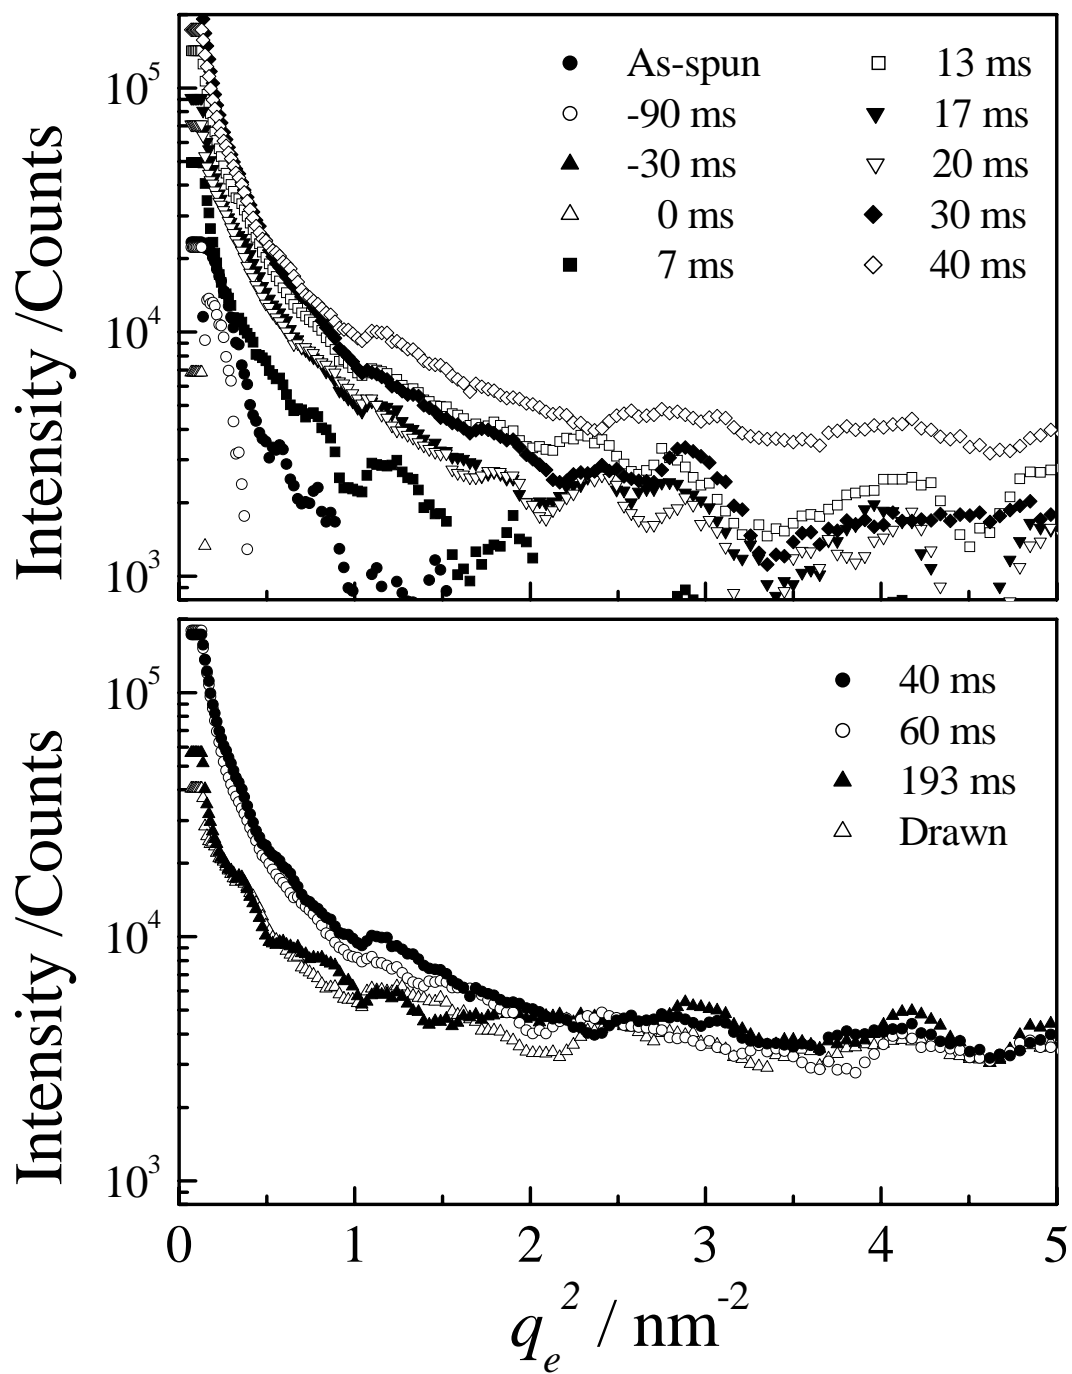 Intensity /Counts
10^5
10^4
10^3
As-spun
-90 ms
-30 ms
0 ms
7 ms
13 ms
17 ms
20 ms
30 ms
40 ms
Intensity /Counts
10^5
10^4
10^3
40 ms
60 ms
193 ms
Drawn
0 1 2 3 4 5
q_e^2 / nm^-2